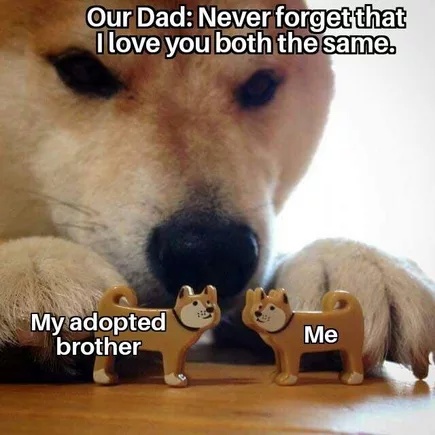 Our Dad: Never forget that
I love you both the same.
My adopted
brother
Me